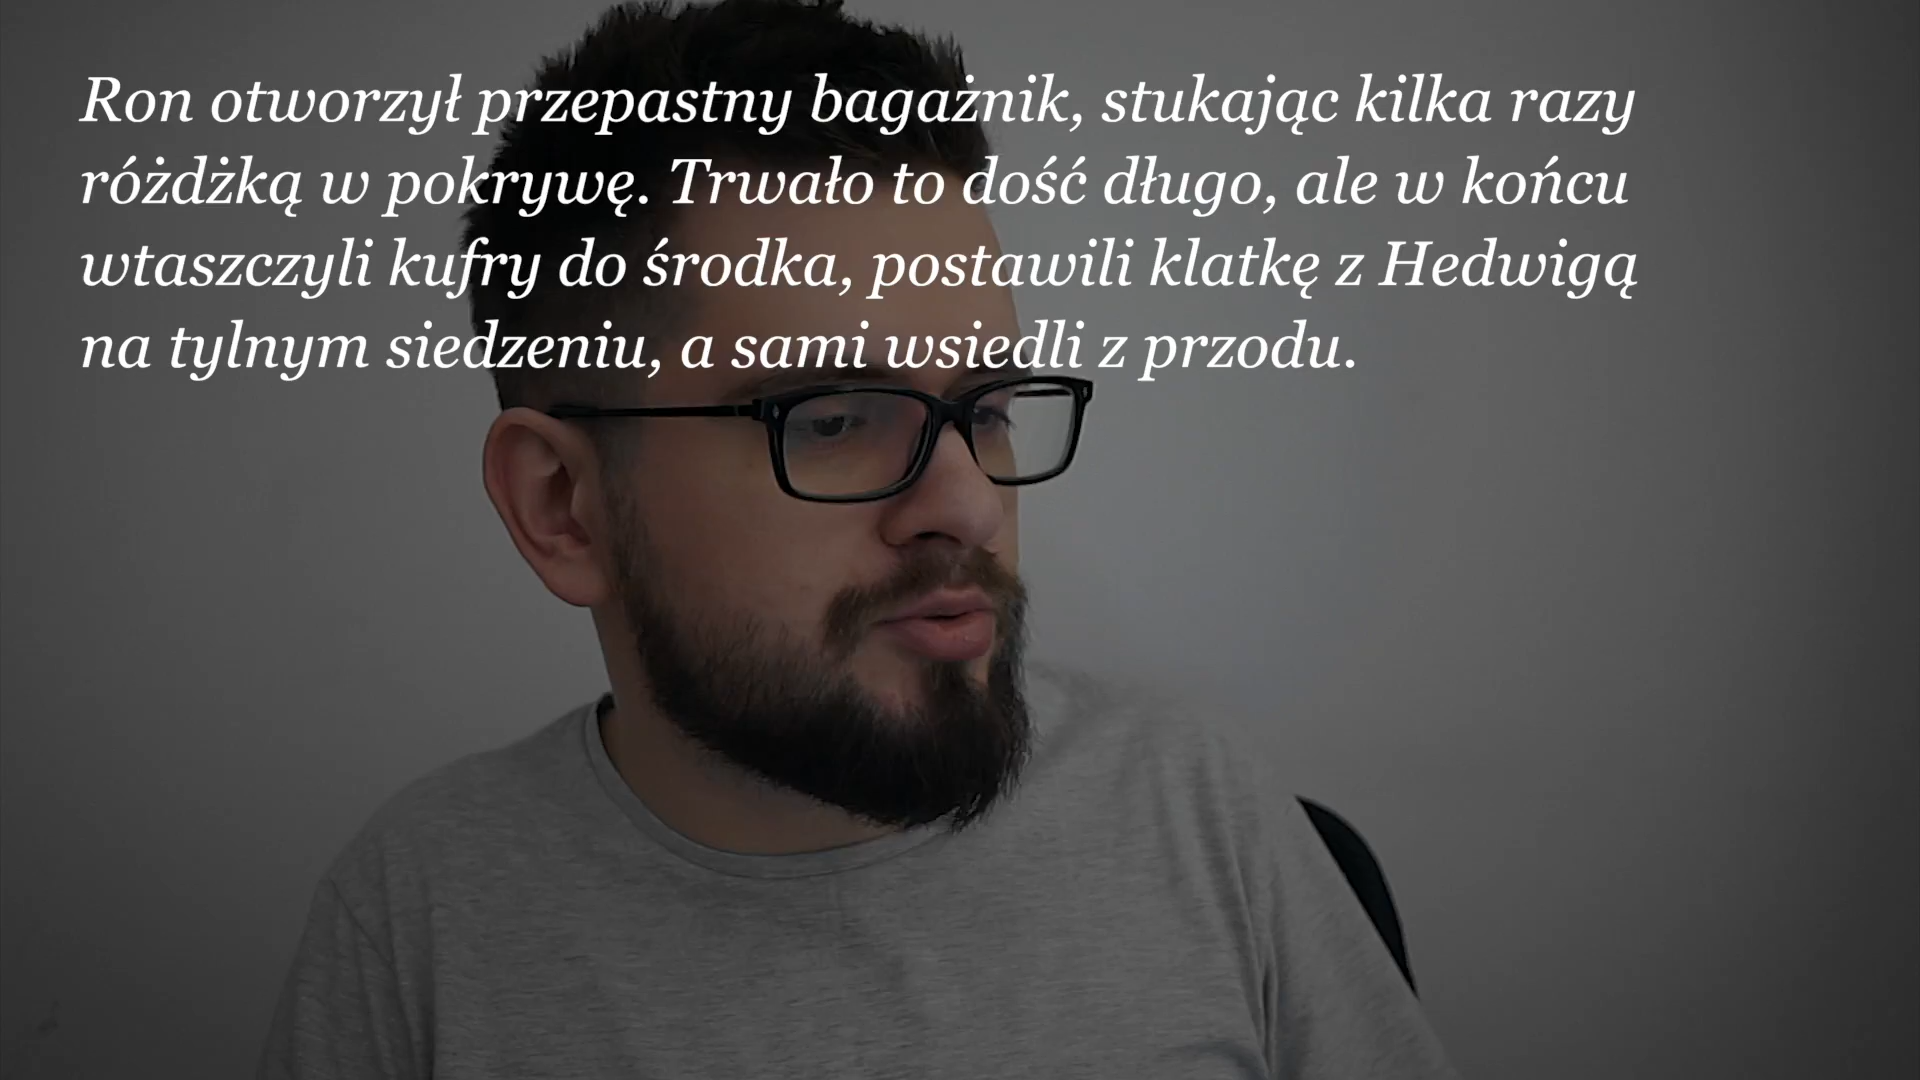 Ron otworzył przepastny bagażnik, stukając kilka razy
różdżką w pokrywę. Trwało to dość długo, ale w końcu
wtaszczyli kufry do środka, postawili klatkę z Hedwigą
na tylnym siedzeniu, a sami wsiedli z przodu.